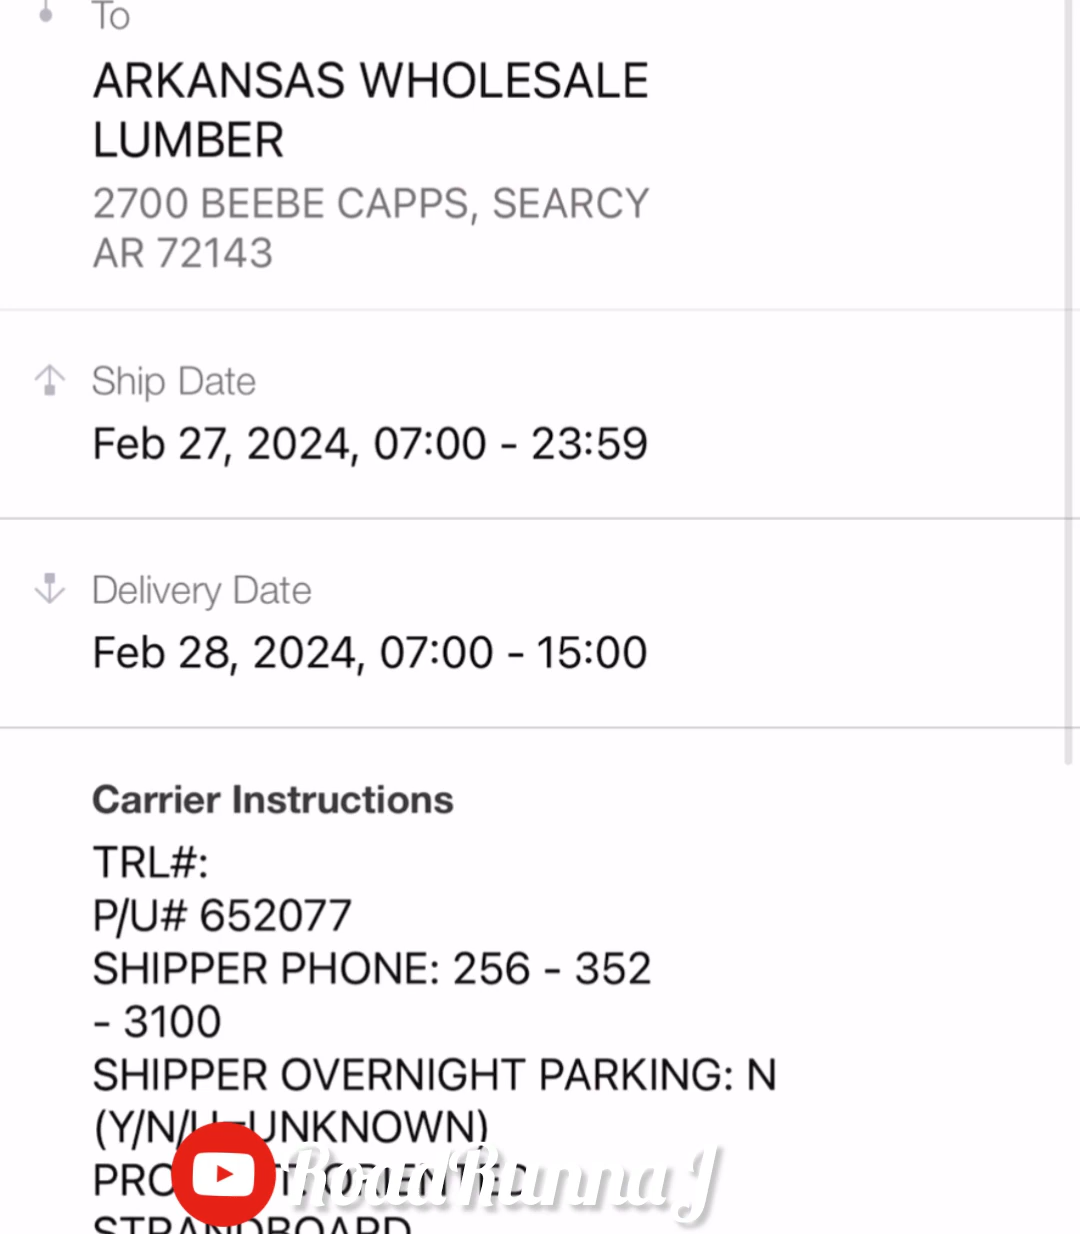 To
ARKANSAS WHOLESALE
LUMBER
2700 BEEBE CAPPS, SEARCY
AR 72143
Ship Date
Feb 27, 2024, 07:00 - 23:59
Delivery Date
Feb 28, 2024, 07:00 - 15:00
Carrier Instructions
TRL#:
P/U# 652077
SHIPPER PHONE: 256 - 352
- 3100
SHIPPER OVERNIGHT PARKING: N
(Y/N/U=UNKNOWN)
RoadRunnaJ
STRANDBOARD